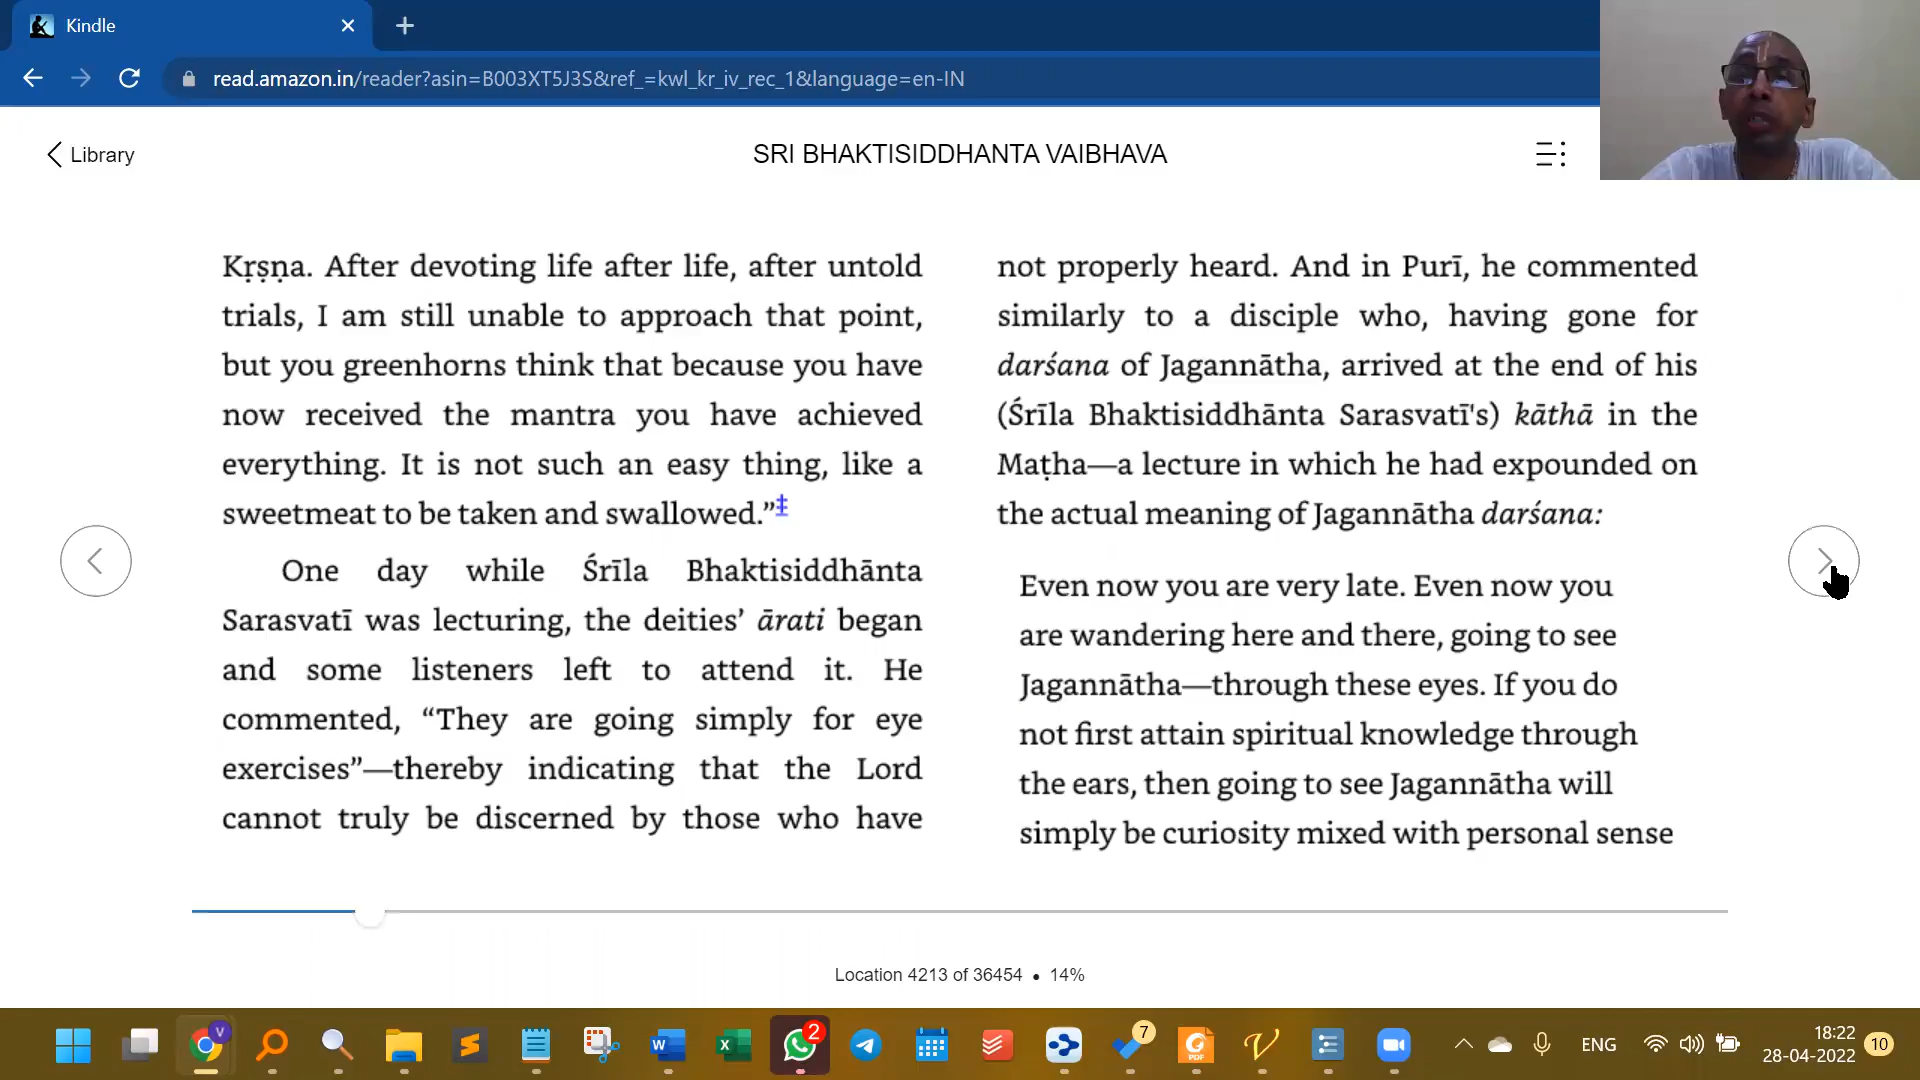 Kindle
read.amazon.in/reader?asin=B003XT5J3S&ref_=kwl_kr_iv_rec_1&language=en-IN
Library
SRI BHAKTISIDDHANTA VAIBHAVA
Kṛṣṇa. After devoting life after life, after untold
trials, I am still unable to approach that point,
but you greenhorns think that because you have
now received the mantra you have achieved
everything. It is not such an easy thing, like a
sweetmeat to be taken and swallowed.”‡
One day while Śrīla Bhaktisiddhānta
Sarasvatī was lecturing, the deities’ ārati began
and some listeners left to attend it. He
commented, “They are going simply for eye
exercises”—thereby indicating that the Lord
cannot truly be discerned by those who have
not properly heard. And in Purī, he commented
similarly to a disciple who, having gone for
darśana of Jagannātha, arrived at the end of his
(Śrīla Bhaktisiddhānta Sarasvatī's) kāthā in the
Maṭha—a lecture in which he had expounded on
the actual meaning of Jagannātha darśana:
Even now you are very late. Even now you
are wandering here and there, going to see
Jagannātha—through these eyes. If you do
not first attain spiritual knowledge through
the ears, then going to see Jagannātha will
simply be curiosity mixed with personal sense
Location 4213 of 36454 • 14%
V
2
7
PDF
ENG
18:22
28-04-2022
10